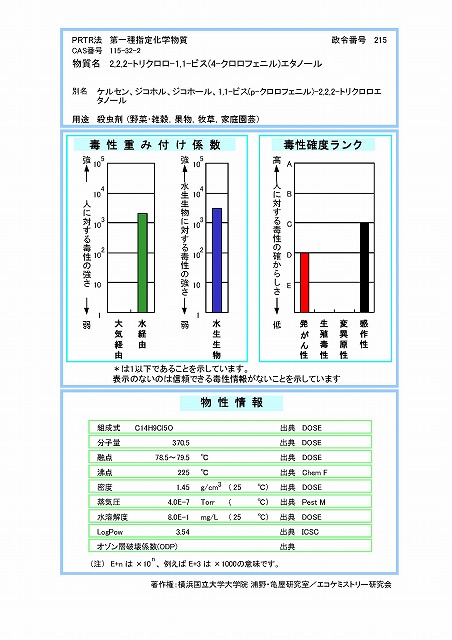 PRTR法 第一種指定化学物質 政令番号 215
CAS番号 115-32-2
物質名 2,2,2-トリクロロ-1,1-ビス(4-クロロフェニル)エタノール
別名 ケルセン、ジコホル、ジコホール、1,1-ビス(p-クロロフェニル)-2,2,2-トリクロロエ
タノール
用途 殺虫剤 (野菜・雑穀, 果物, 牧草, 家庭園芸)
毒性重み付け係数
強 人に対する毒性の強さ 弱
10^5
10^4
10^3
10^2
10
1
大気経由
水経由
強 水生生物に対する毒性の強さ 弱
10^5
10^4
10^3
10^2
10
1
水生生物
毒性確度ランク
高 人に対する毒性の確からしさ 低
A
B
C
D
E
発がん性
生殖毒性
変異原性
感作性
*は1以下であることを示しています。
表示のないのは信頼できる毒性情報がないことを示しています
物性情報
組成式 C14H9Cl5O 出典 DOSE
分子量 370.5 出典 DOSE
融点 78.5～79.5 ℃ 出典 DOSE
沸点 225 ℃ 出典 Chem F
密度 1.45 g/cm3 (25 ℃) 出典 DOSE
蒸気圧 4.0E-7 Torr ( ℃) 出典 Pest M
水溶解度 8.0E-1 mg/L (25 ℃) 出典 DOSE
LogPow 3.54 出典 ICSC
オゾン層破壊係数(ODP) 出典
(注) E+n は ×10^n、例えば E+3 は ×1000の意味です。
著作権:横浜国立大学大学院 浦野・亀屋研究室／エコケミストリー研究会